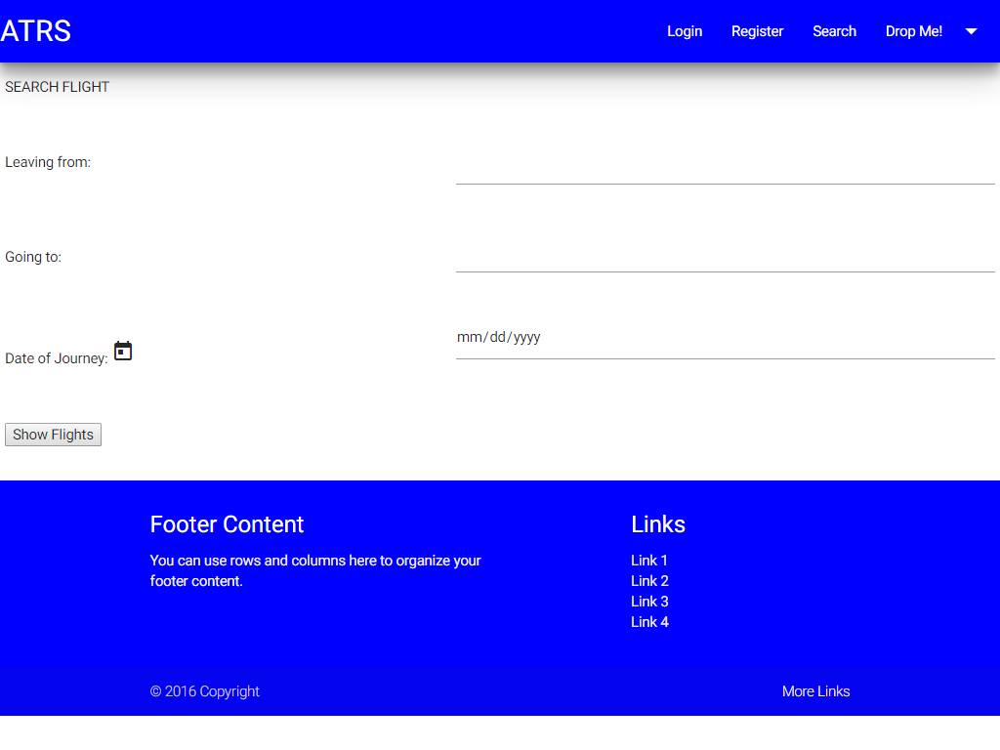 ATRS
Login
Register
Search
Drop Me!
SEARCH FLIGHT
Leaving from:
Going to:
Date of Journey:
mm/dd/yyyy
Show Flights
Footer Content
You can use rows and columns here to organize your
footer content.
Links
Link 1
Link 2
Link 3
Link 4
© 2016 Copyright
More Links